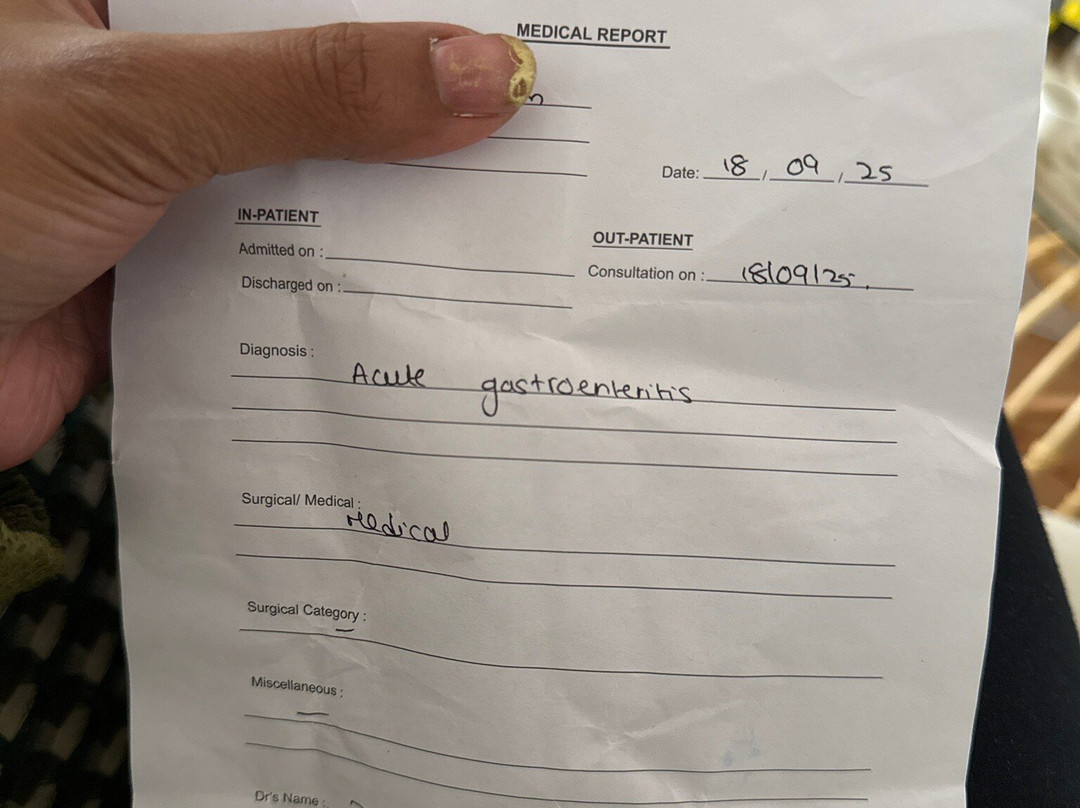 MEDICAL REPORT
Date: 18, 09, 25
IN-PATIENT
Admitted on :
Discharged on :
OUT-PATIENT
Consultation on : 18/09/25.
Diagnosis :
Acute gastroenteritis
Surgical/ Medical :
Medical
Surgical Category :
Miscellaneous :
Dr's Name :